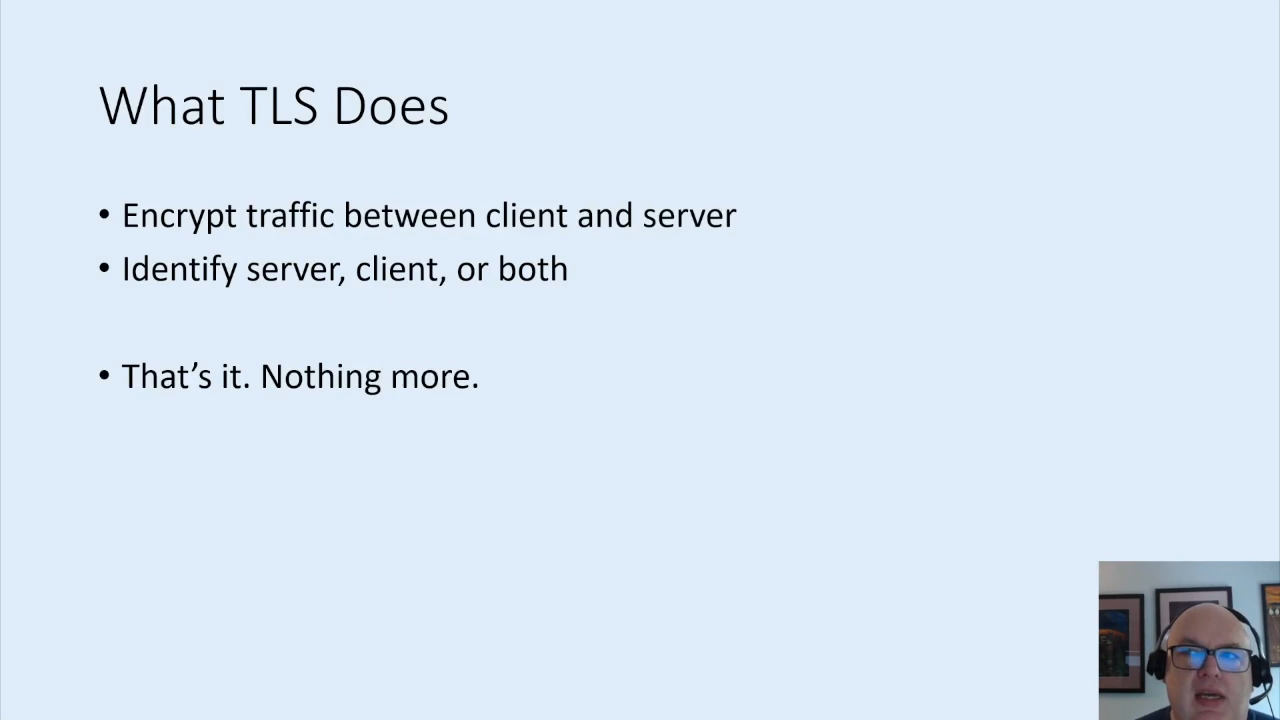 What TLS Does
• Encrypt traffic between client and server
• Identify server, client, or both
• That’s it. Nothing more.